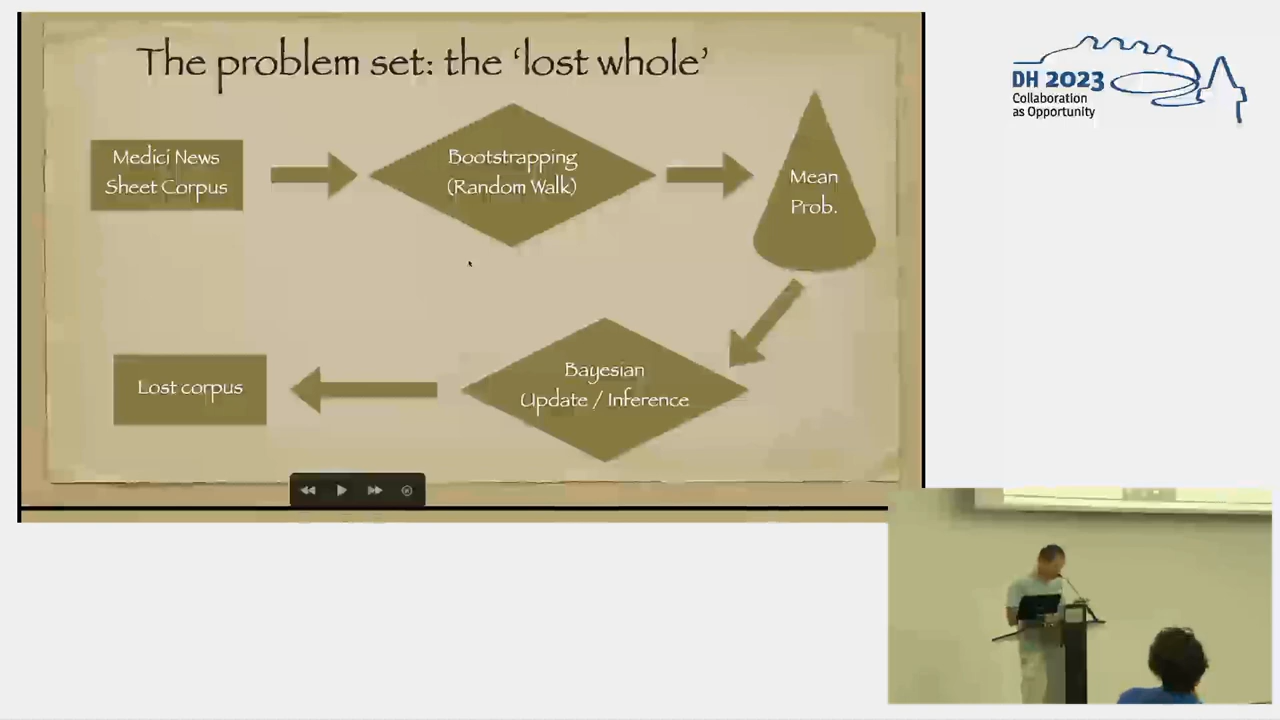 The problem set: the ‘lost whole’
Medici News
Sheet Corpus
Bootstrapping
(Random Walk)
Mean
Prob.
Bayesian
Update / Inference
Lost corpus
DH 2023
Collaboration
as Opportunity